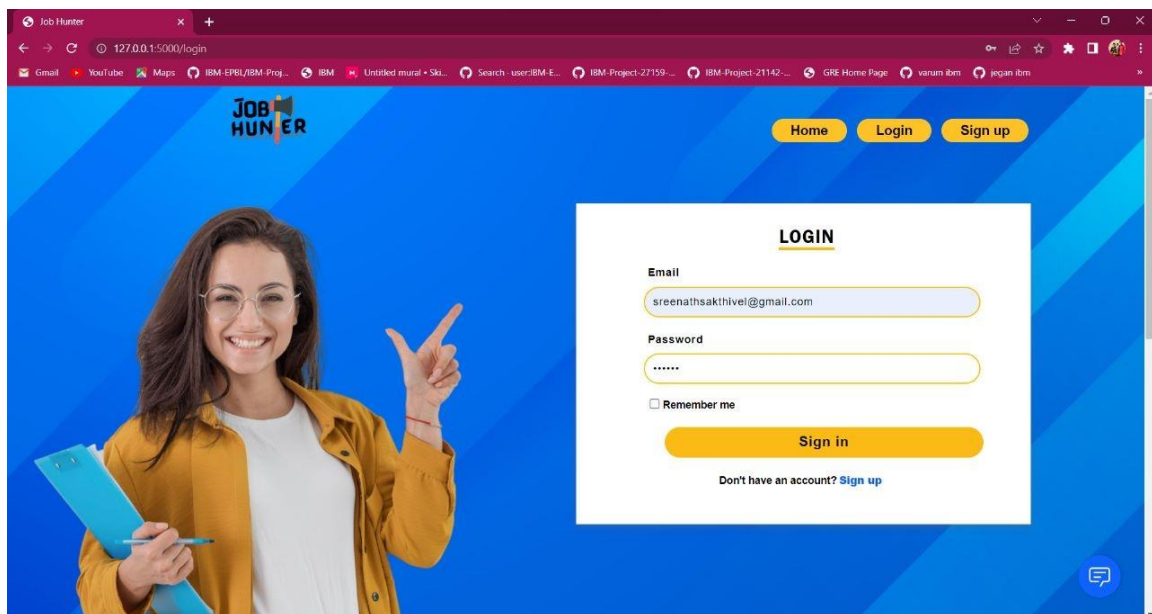 Job Hunter
127.0.0.1:5000/login
Gmail YouTube Maps IBM-EPBL/IBM-Proj... IBM Untitled mural • Ski... Search · user:IBM-E... IBM-Project-27159-... IBM-Project-21142-... GRE Home Page varum ibm jegan ibm »
JOB
HUNTER
Home Login Sign up
LOGIN
Email
sreenathsakthivel@gmail.com
Password
••••••
Remember me
Sign in
Don't have an account? Sign up